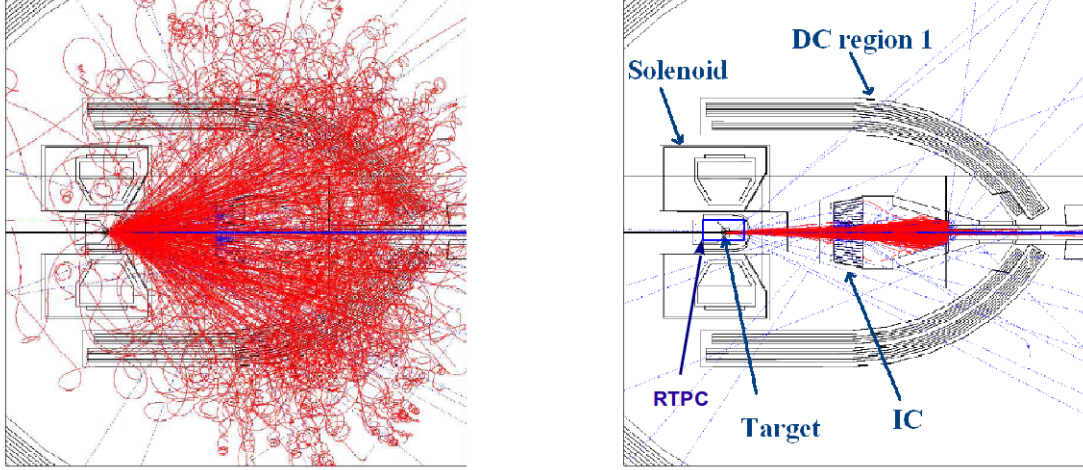 DC region 1
Solenoid
RTPC
Target
IC